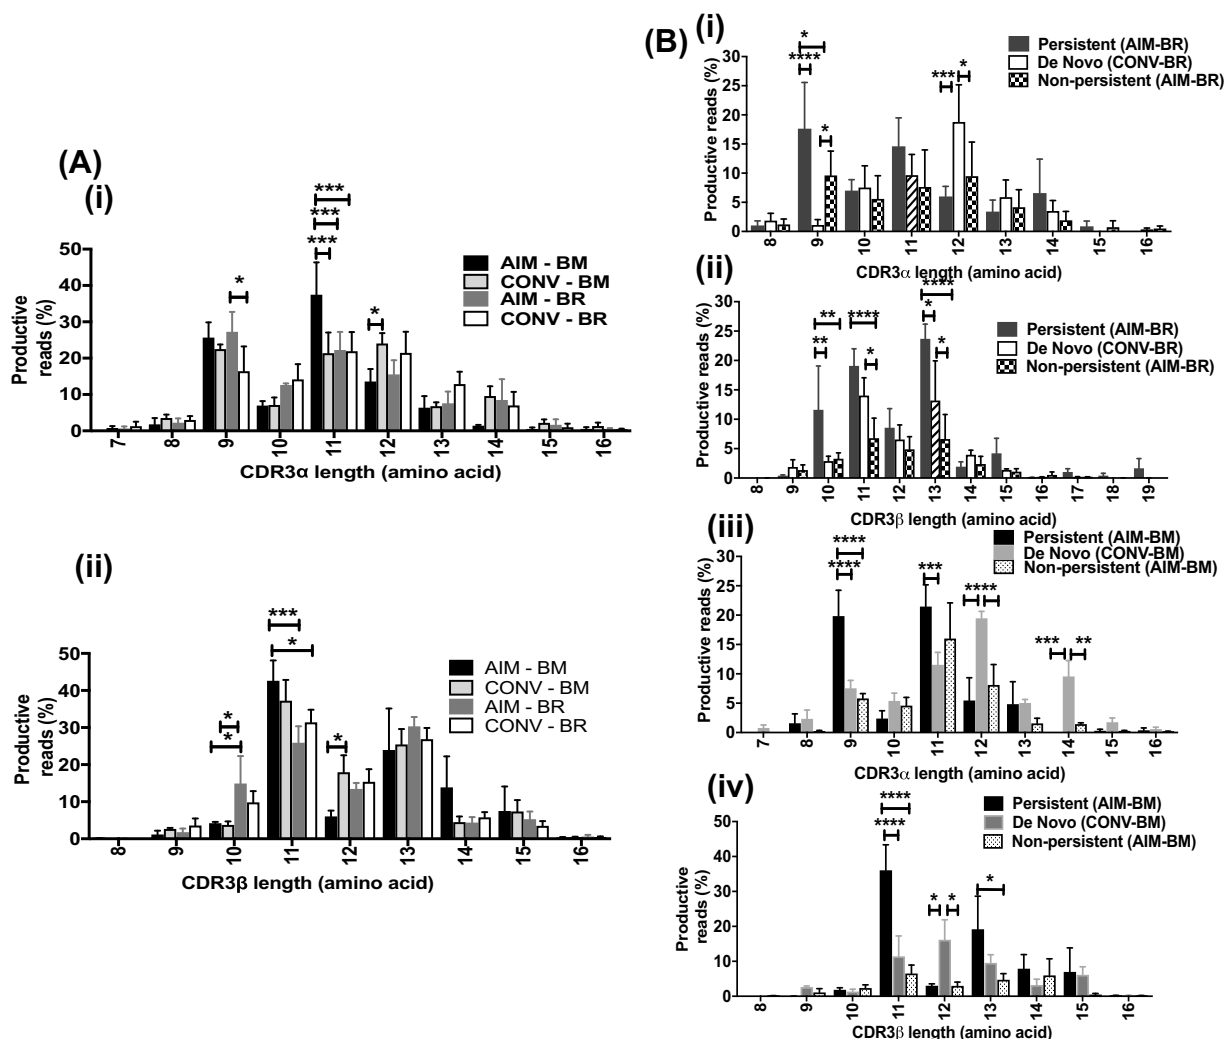 (A)
(i)
Productive
reads (%)
50
40
30
20
10
0
***
***
***
*
*
AIM - BM
CONV - BM
AIM - BR
CONV - BR
7 8 9 10 11 12 13 14 15 16
CDR3α length (amino acid)
(ii)
Productive
reads (%)
50
40
30
20
10
0
***
*
*
*
*
AIM - BM
CONV - BM
AIM - BR
CONV - BR
8 9 10 11 12 13 14 15 16
CDR3β length (amino acid)
(B)
(i)
Productive reads (%)
30
25
20
15
10
5
0
*
****
*
***
*
Persistent (AIM-BR)
De Novo (CONV-BR)
Non-persistent (AIM-BR)
8 9 10 11 12 13 14 15 16
CDR3α length (amino acid)
(ii)
Productive reads (%)
30
25
20
15
10
5
0
**
**
****
*
****
*
*
Persistent (AIM-BR)
De Novo (CONV-BR)
Non-persistent (AIM-BR)
8 9 10 11 12 13 14 15 16 17 18 19
CDR3β length (amino acid)
(iii)
Productive reads (%)
30
25
20
15
10
5
0
****
****
***
****
***
**
Persistent (AIM-BM)
De Novo (CONV-BM)
Non-persistent (AIM-BM)
7 8 9 10 11 12 13 14 15 16
CDR3α length (amino acid)
(iv)
Productive
reads (%)
50
40
30
20
10
0
****
****
*
*
*
Persistent (AIM-BM)
De Novo (CONV-BM)
Non-persistent (AIM-BM)
8 9 10 11 12 13 14 15 16
CDR3β length (amino acid)